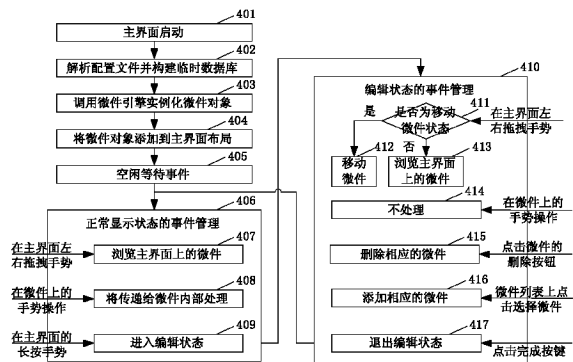 401
主界面启动
402
解析配置文件并构建临时数据库
403
调用微件引擎实例化微件对象
404
将微件对象添加到主界面布局
405
空闲等待事件
406
正常显示状态的事件管理
在主界面左
右拖拽手势
407
浏览主界面上的微件
在微件上的
手势操作
408
将传递给微件内部处理
在主界面的
长按手势
409
进入编辑状态
410
编辑状态的事件管理
411
是否为移动
微件状态
是
否
在主界面左
右拖拽手势
412
移动
微件
413
浏览主界面
上的微件
414
不处理
在微件上的
手势操作
415
删除相应的微件
点击微件的
删除按钮
416
添加相应的微件
微件列表上点
击选择微件
417
退出编辑状态
点击完成按键